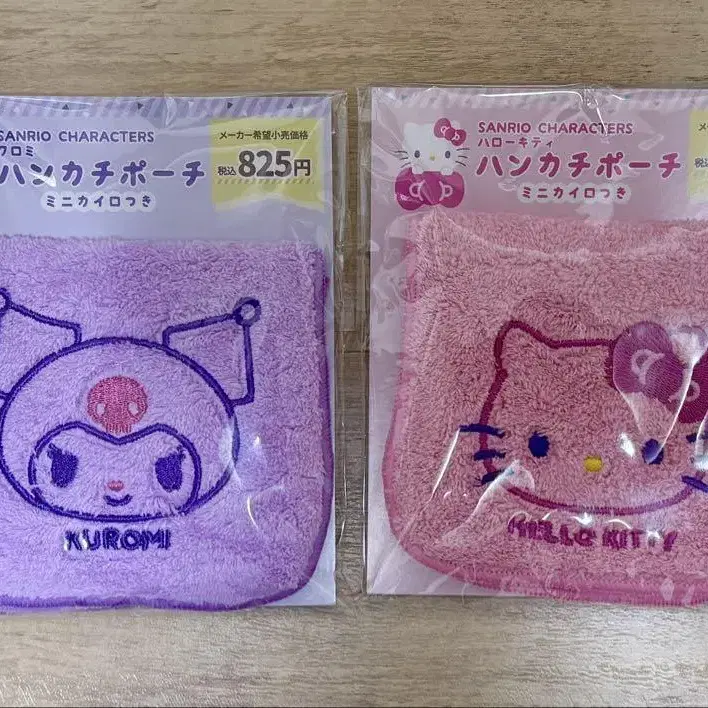 SANRIO CHARACTERS
クロミ
ハンカチポーチ
ミニカイロつき
メーカー希望小売価格
税込825円
KUROMI
SANRIO CHARACTERS
ハローキティ
ハンカチポーチ
ミニカイロつき
メ
税込
HELLO KITTY